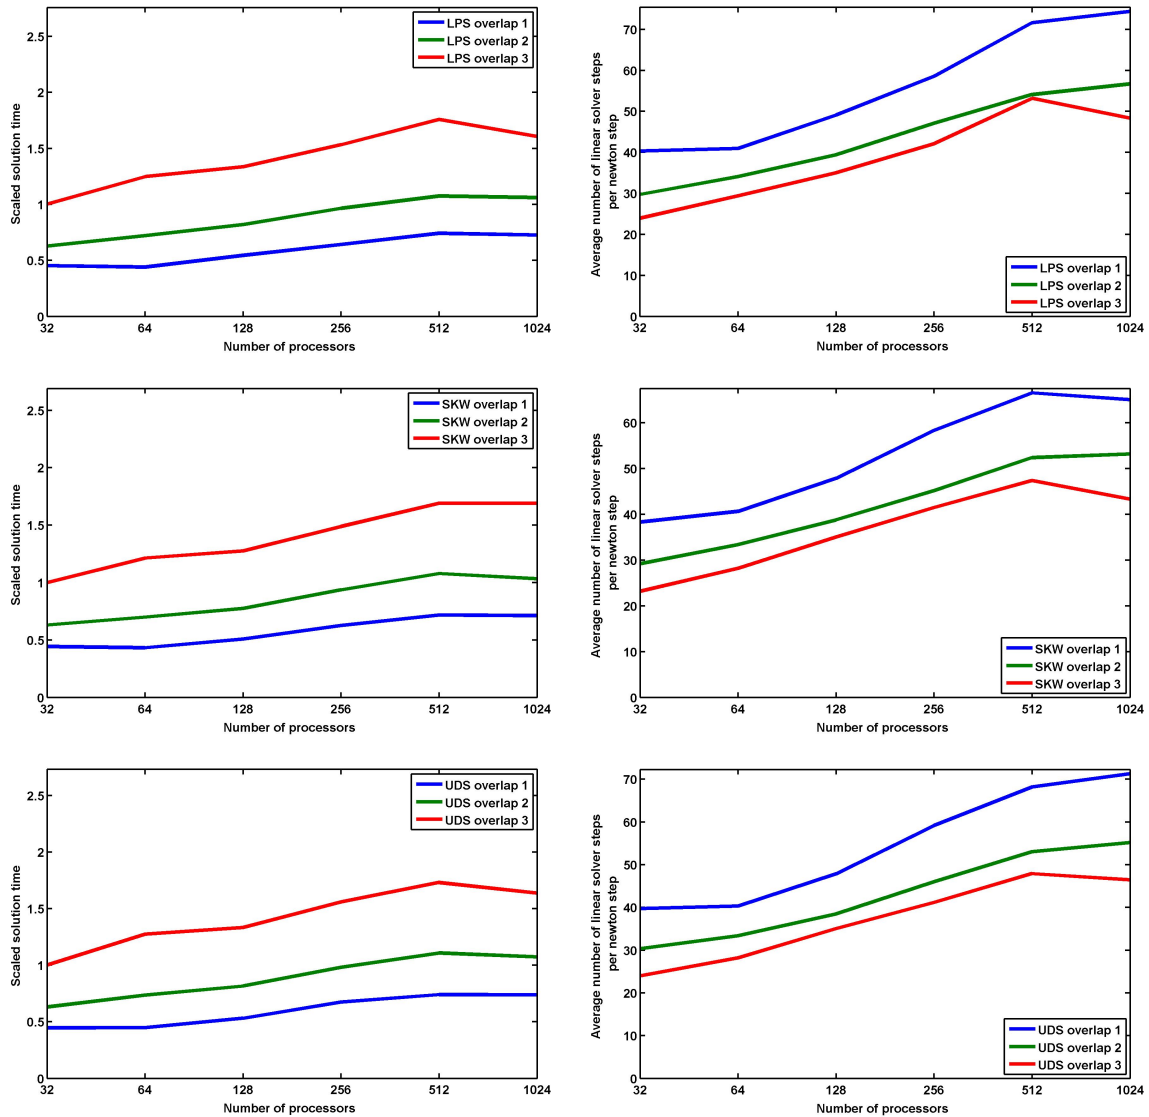 2.5
2
1.5
1
0.5
0
Scaled solution time
LPS overlap 1
LPS overlap 2
LPS overlap 3
32 64 128 256 512 1024
Number of processors
70
60
50
40
30
20
10
0
Average number of linear solver steps
per newton step
LPS overlap 1
LPS overlap 2
LPS overlap 3
32 64 128 256 512 1024
Number of processors
2.5
2
1.5
1
0.5
0
Scaled solution time
SKW overlap 1
SKW overlap 2
SKW overlap 3
32 64 128 256 512 1024
Number of processors
60
50
40
30
20
10
0
Average number of linear solver steps
per newton step
SKW overlap 1
SKW overlap 2
SKW overlap 3
32 64 128 256 512 1024
Number of processors
2.5
2
1.5
1
0.5
0
Scaled solution time
UDS overlap 1
UDS overlap 2
UDS overlap 3
32 64 128 256 512 1024
Number of processors
70
60
50
40
30
20
10
0
Average number of linear solver steps
per newton step
UDS overlap 1
UDS overlap 2
UDS overlap 3
32 64 128 256 512 1024
Number of processors